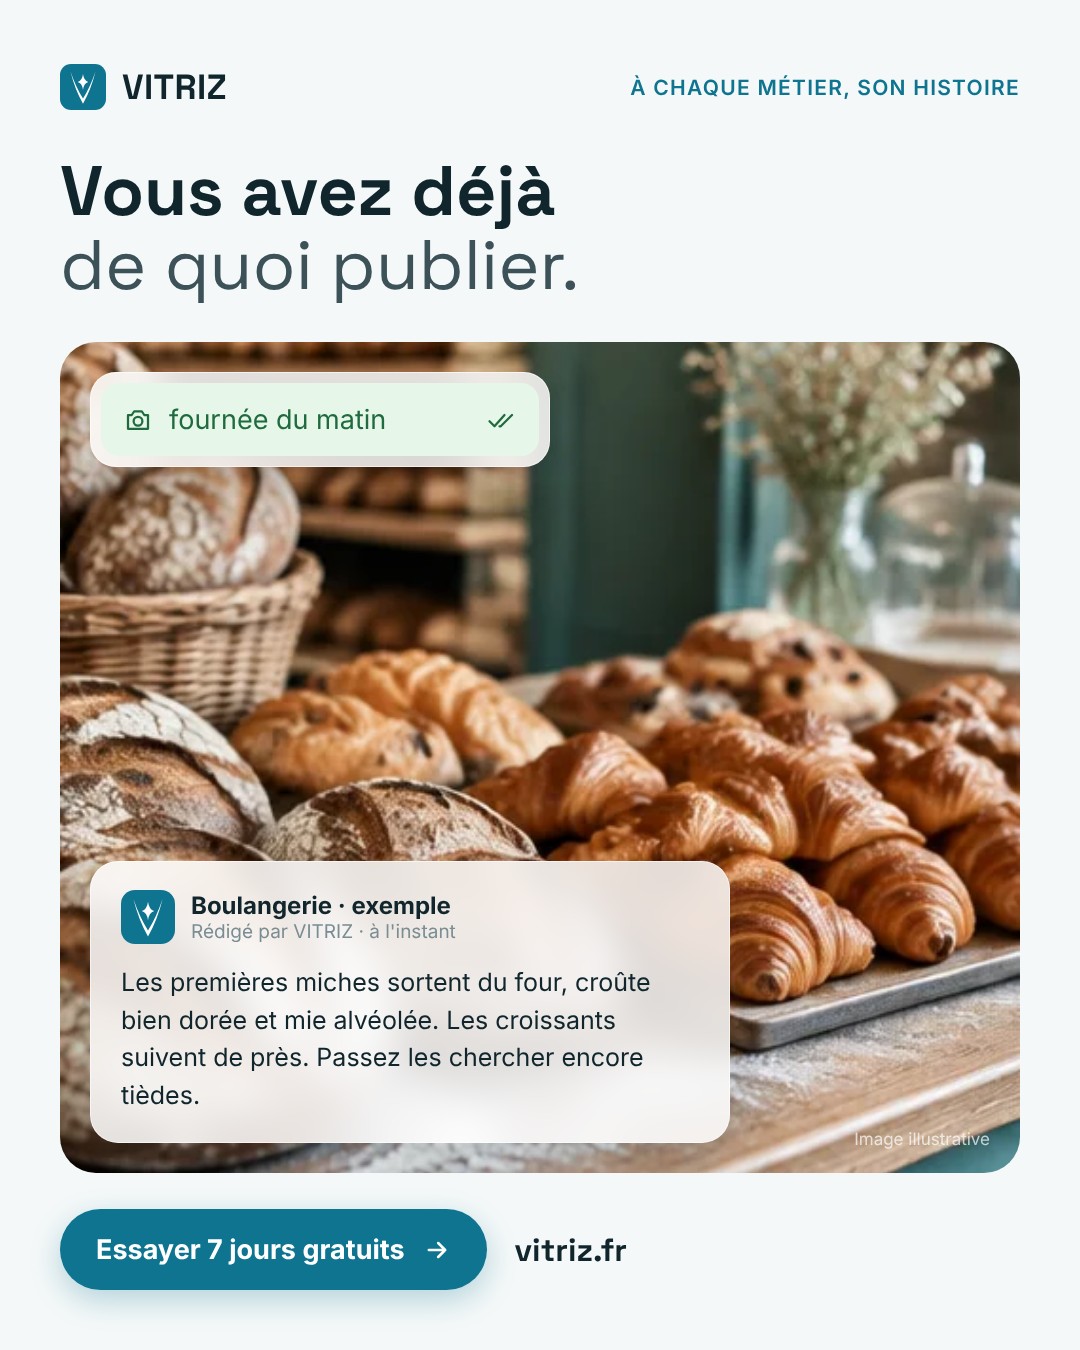 VITRIZ
À CHAQUE MÉTIER, SON HISTOIRE
Vous avez déjà
de quoi publier.
fournée du matin
Boulangerie · exemple
Rédigé par VITRIZ · à l'instant
Les premières miches sortent du four, croûte
bien dorée et mie alvéolée. Les croissants
suivent de près. Passez les chercher encore
tièdes.
Image illustrative
Essayer 7 jours gratuits →
vitriz.fr